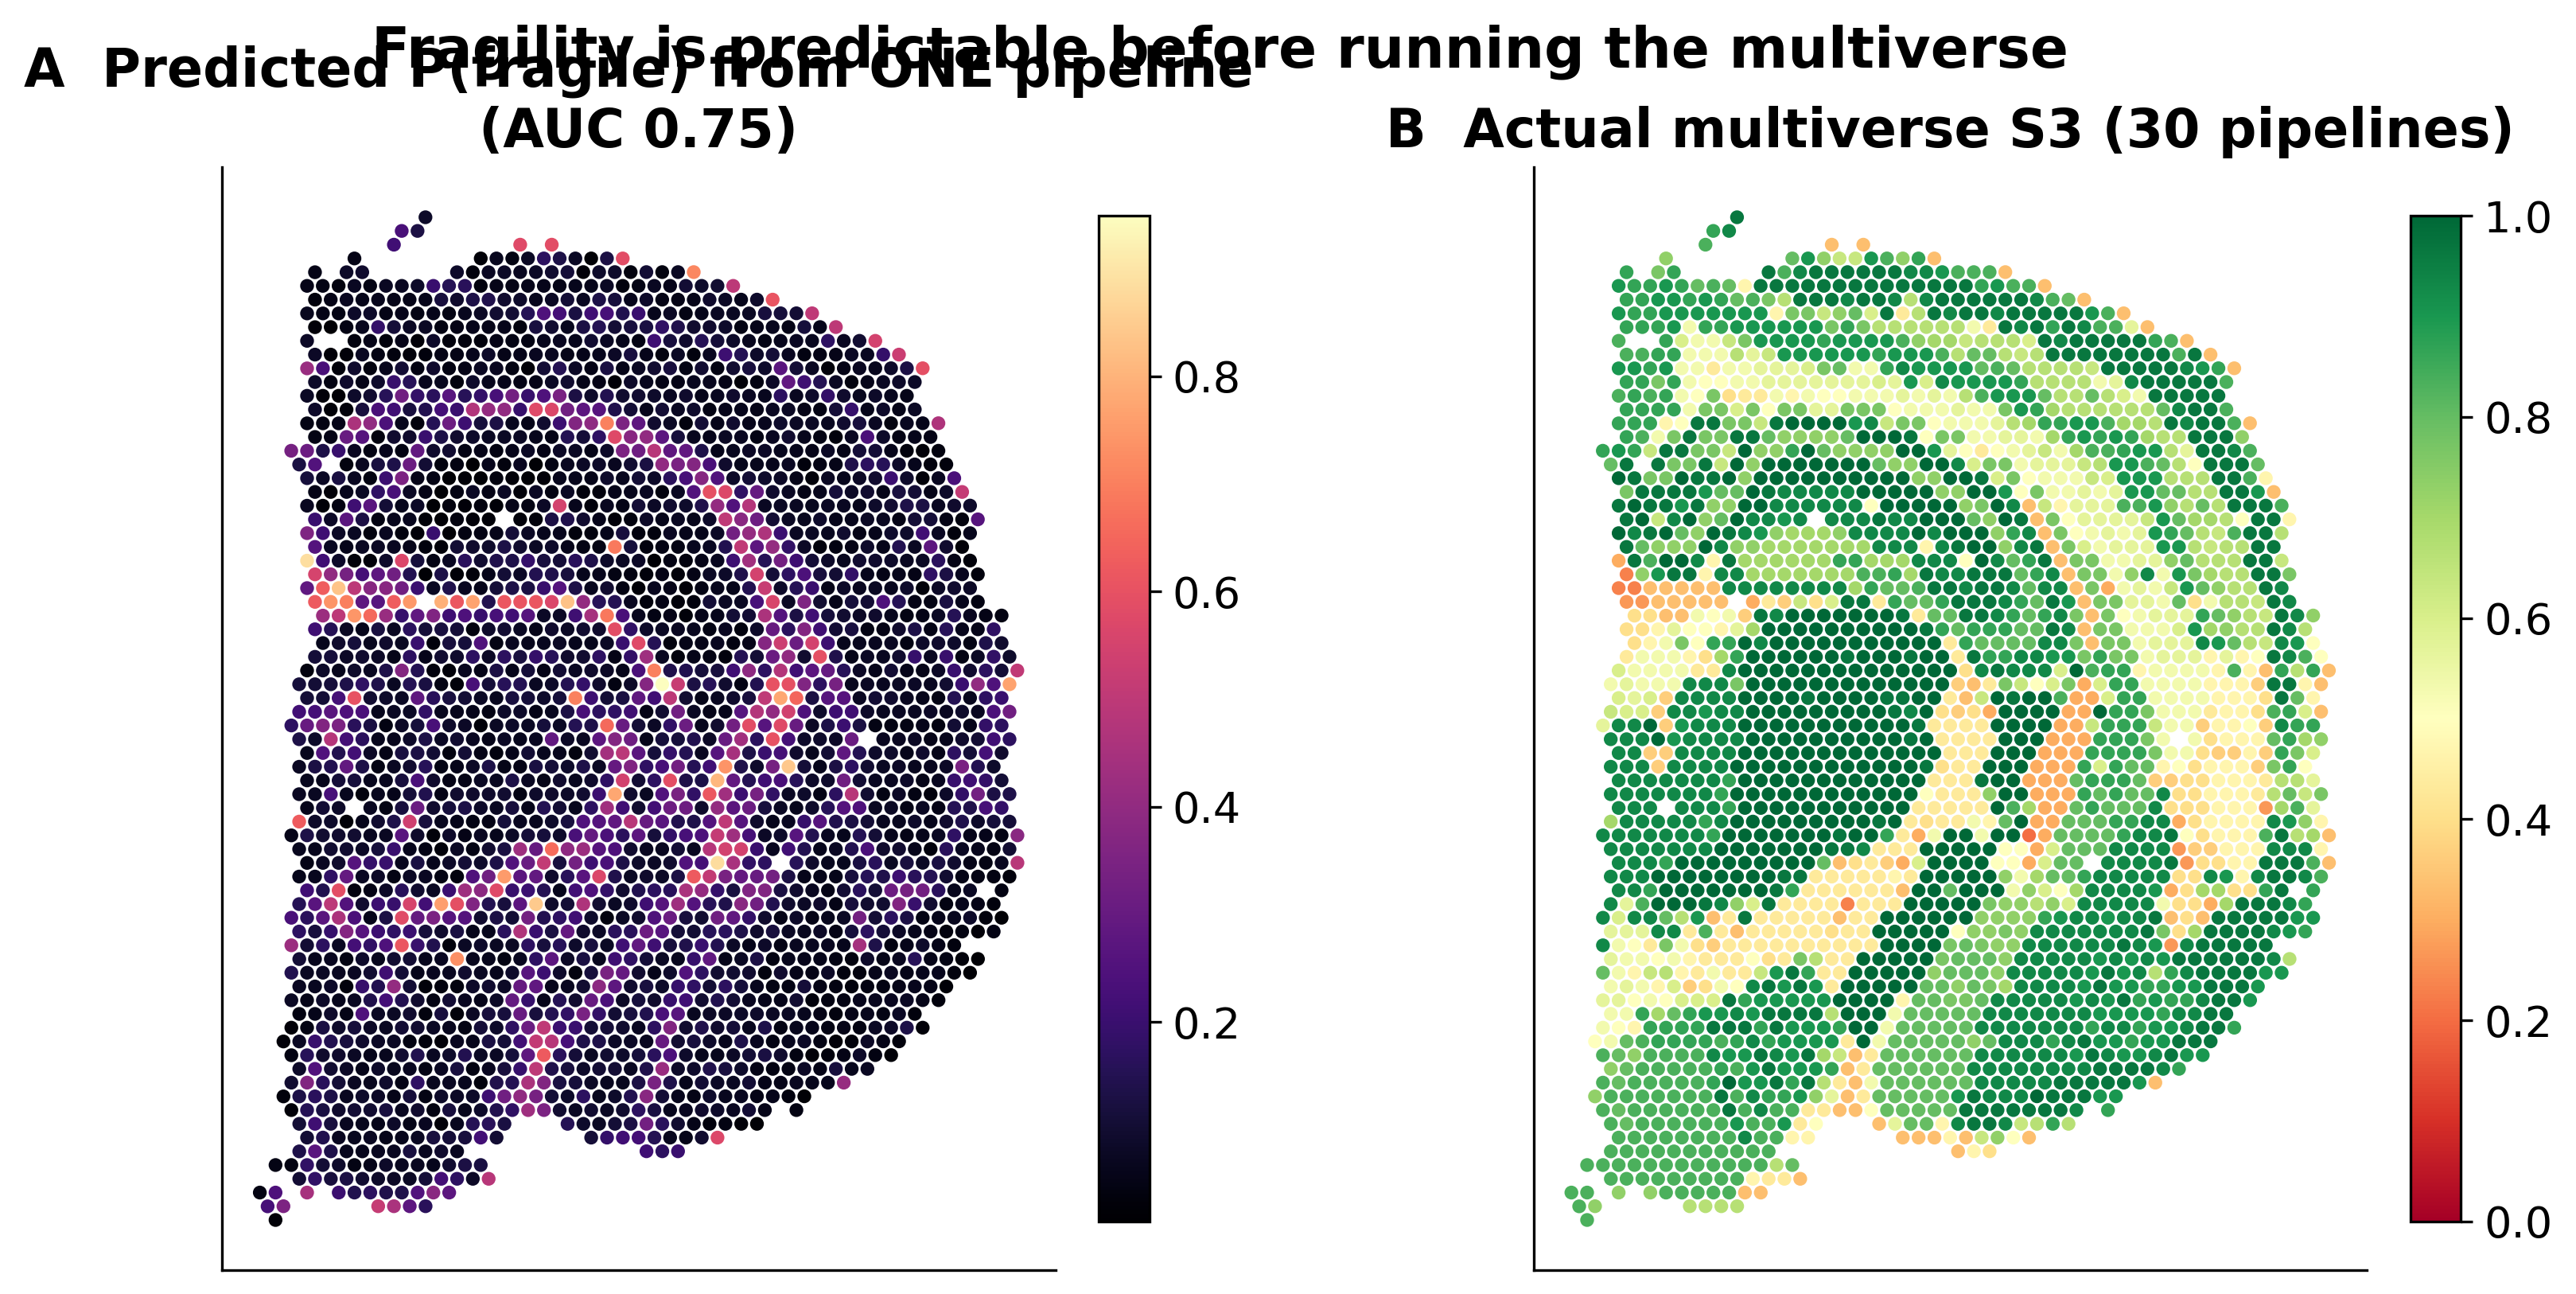 Fragility is predictable before running the multiverse
A Predicted P(fragile) from ONE pipeline
(AUC 0.75)
B Actual multiverse S3 (30 pipelines)
0.8
0.6
0.4
0.2
1.0
0.8
0.6
0.4
0.2
0.0